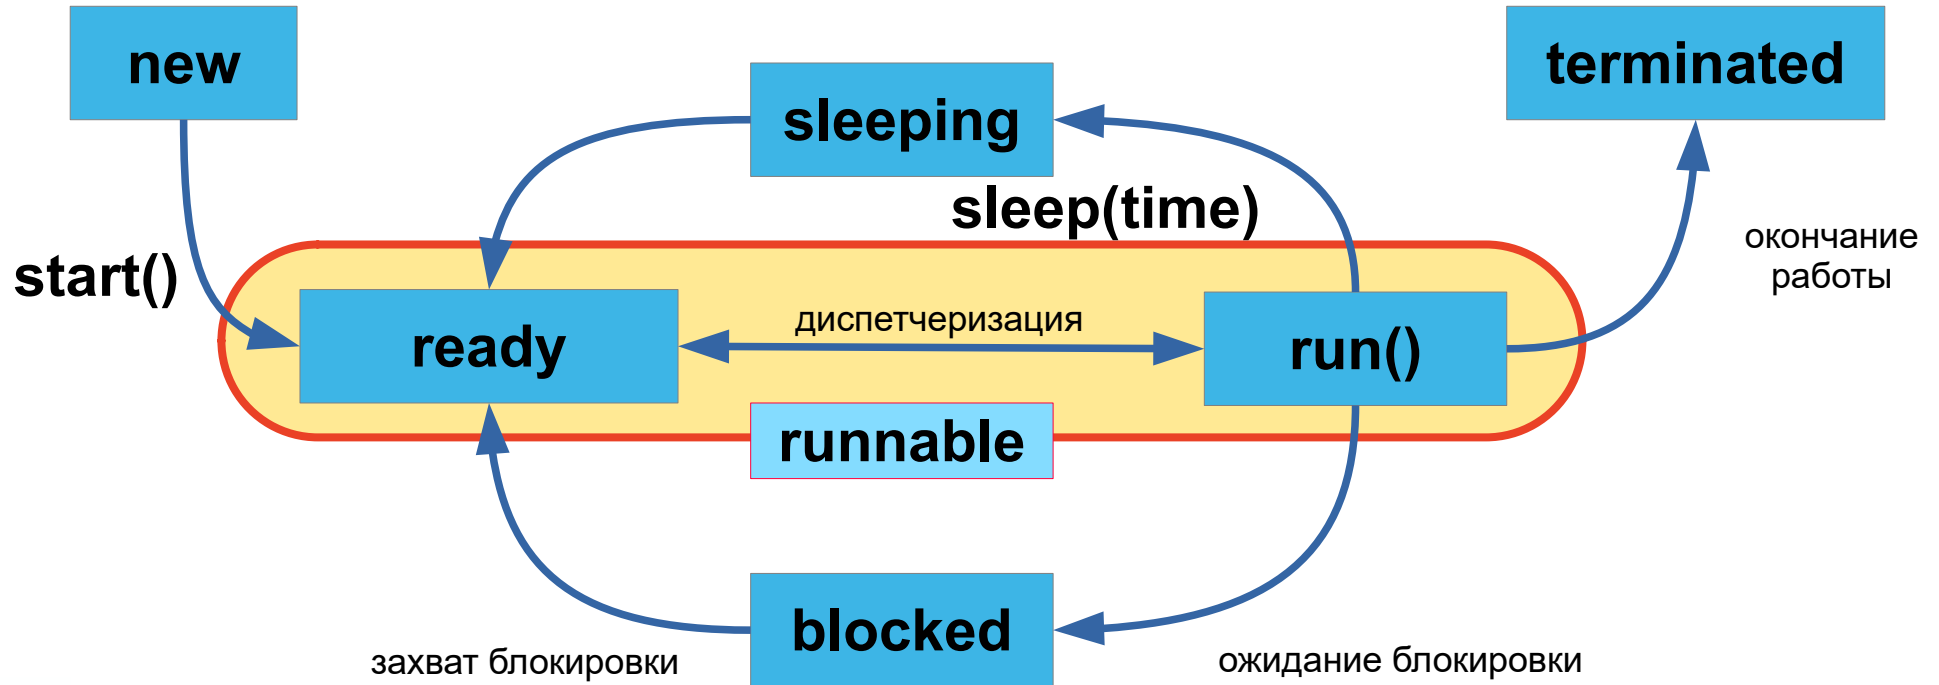 new
terminated
sleeping
sleep(time)
окончание
работы
start()
диспетчеризация
ready
run()
runnable
blocked
захват блокировки
ожидание блокировки